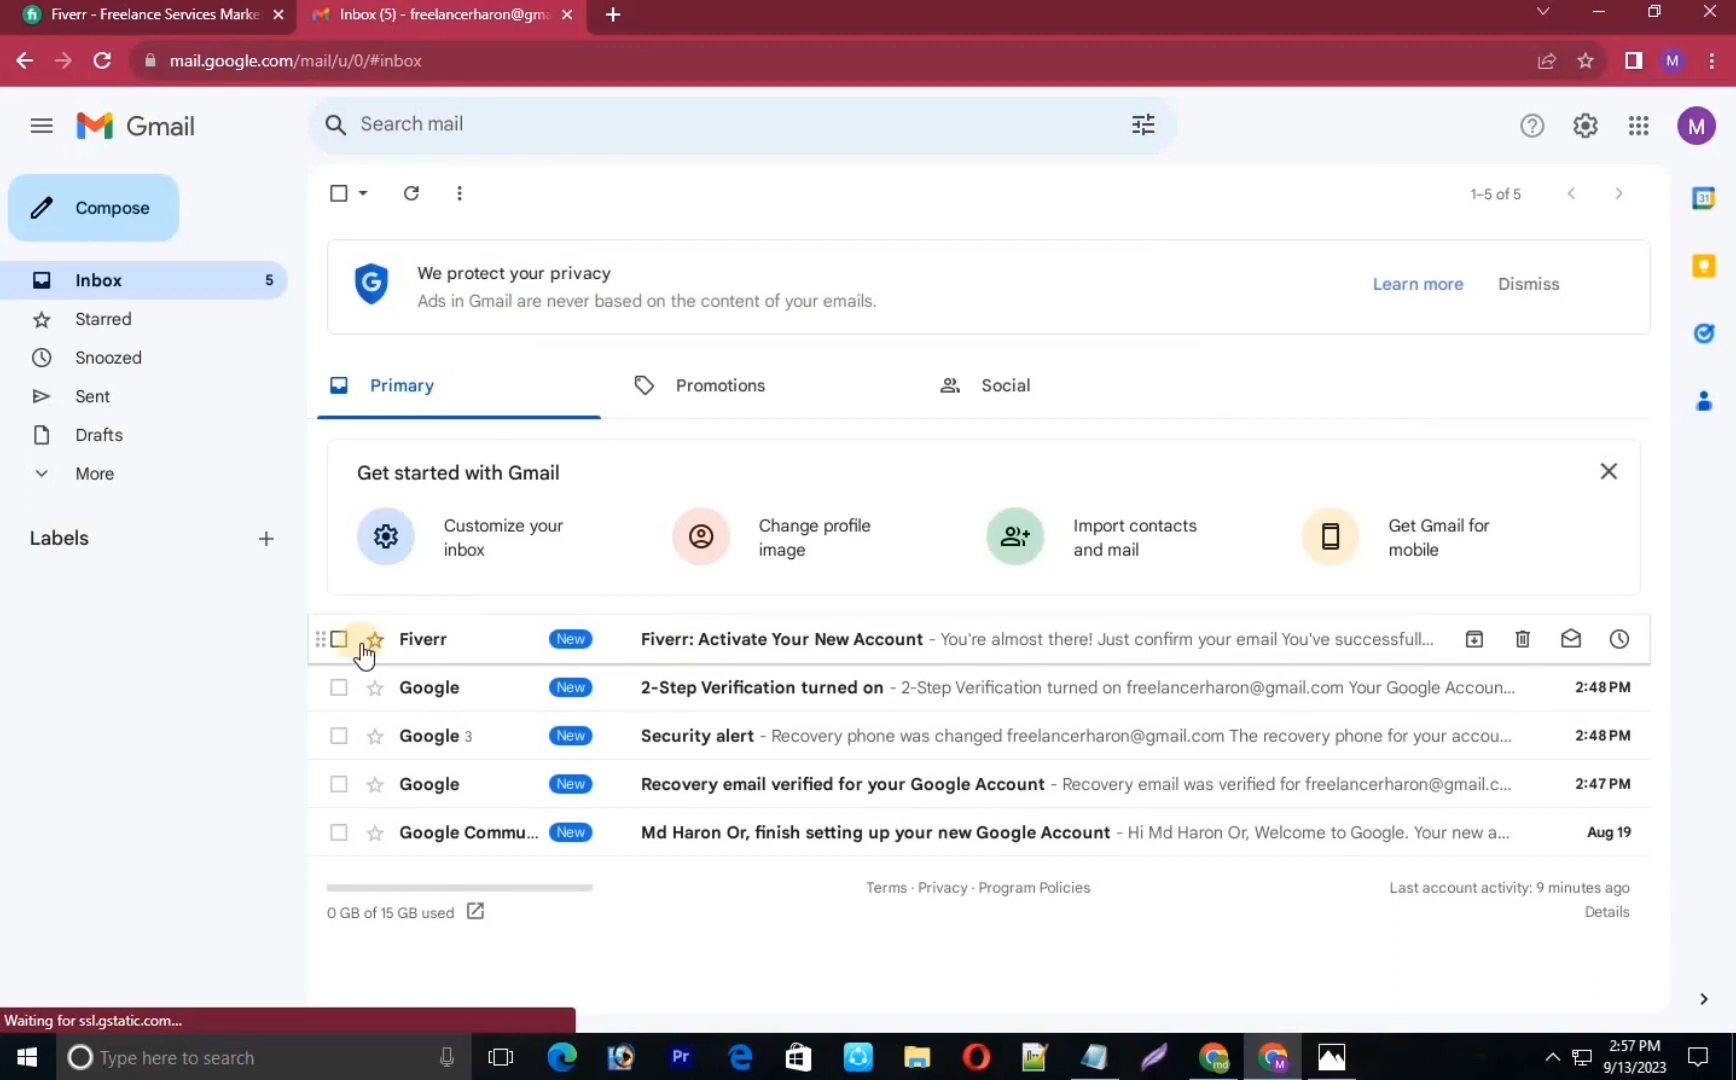 Fiverr - Freelance Services Marke
Inbox (5) - freelancerharon@gma
mail.google.com/mail/u/0/#inbox
M
Gmail
Search mail
M
Compose
1-5 of 5
31
We protect your privacy
Ads in Gmail are never based on the content of your emails.
Learn more
Dismiss
Inbox
5
Starred
Snoozed
Sent
Drafts
More
Labels
Primary
Promotions
Social
Get started with Gmail
Customize your
inbox
Change profile
image
Import contacts
and mail
Get Gmail for
mobile
Fiverr New Fiverr: Activate Your New Account - You're almost there! Just confirm your email You've successfull...
Google New 2-Step Verification turned on - 2-Step Verification turned on freelancerharon@gmail.com Your Google Accoun... 2:48 PM
Google 3 New Security alert - Recovery phone was changed freelancerharon@gmail.com The recovery phone for your accou... 2:48 PM
Google New Recovery email verified for your Google Account - Recovery email was verified for freelancerharon@gmail.c... 2:47 PM
Google Commu... New Md Haron Or, finish setting up your new Google Account - Hi Md Haron Or, Welcome to Google. Your new a... Aug 19
0 GB of 15 GB used
Terms · Privacy · Program Policies
Last account activity: 9 minutes ago
Details
Waiting for ssl.gstatic.com...
Type here to search
Pr
md
M
2:57 PM
9/13/2023